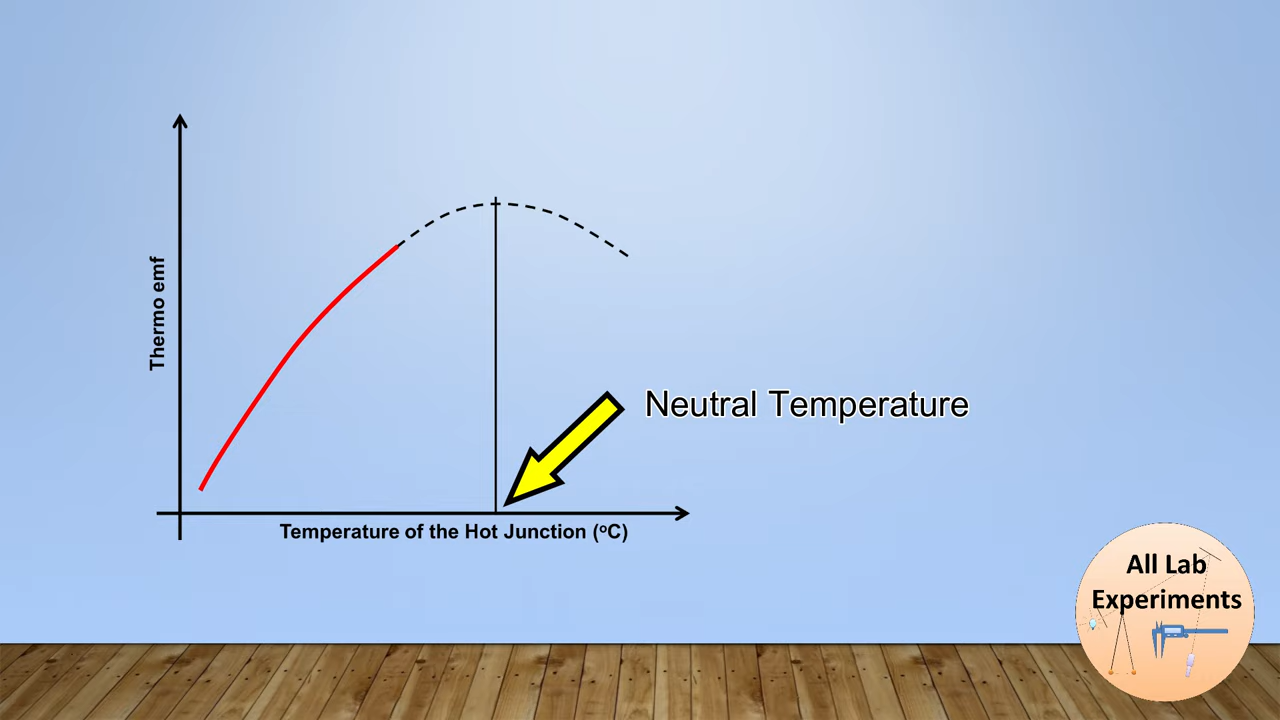 Thermo emf
Neutral Temperature
Temperature of the Hot Junction (°C)
All Lab
Experiments